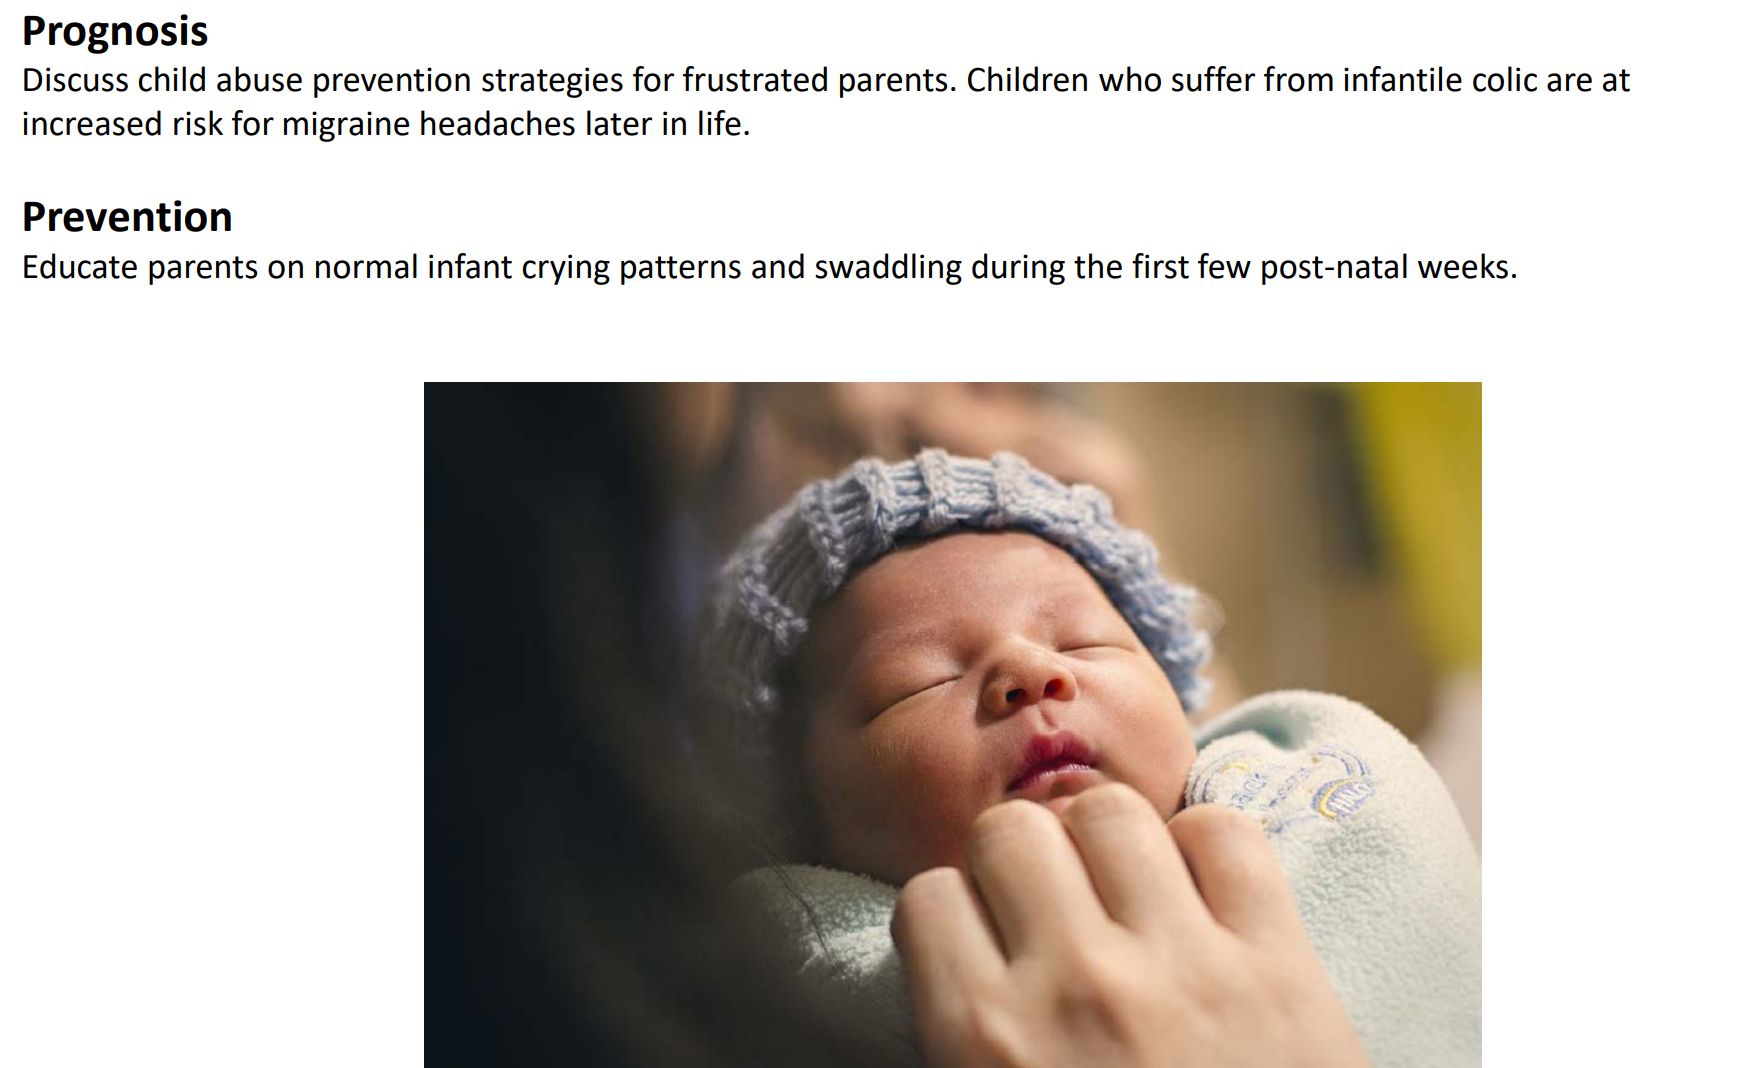 Prognosis
Discuss child abuse prevention strategies for frustrated parents. Children who suffer from infantile colic are at
increased risk for migraine headaches later in life.
Prevention
Educate parents on normal infant crying patterns and swaddling during the first few post-natal weeks.